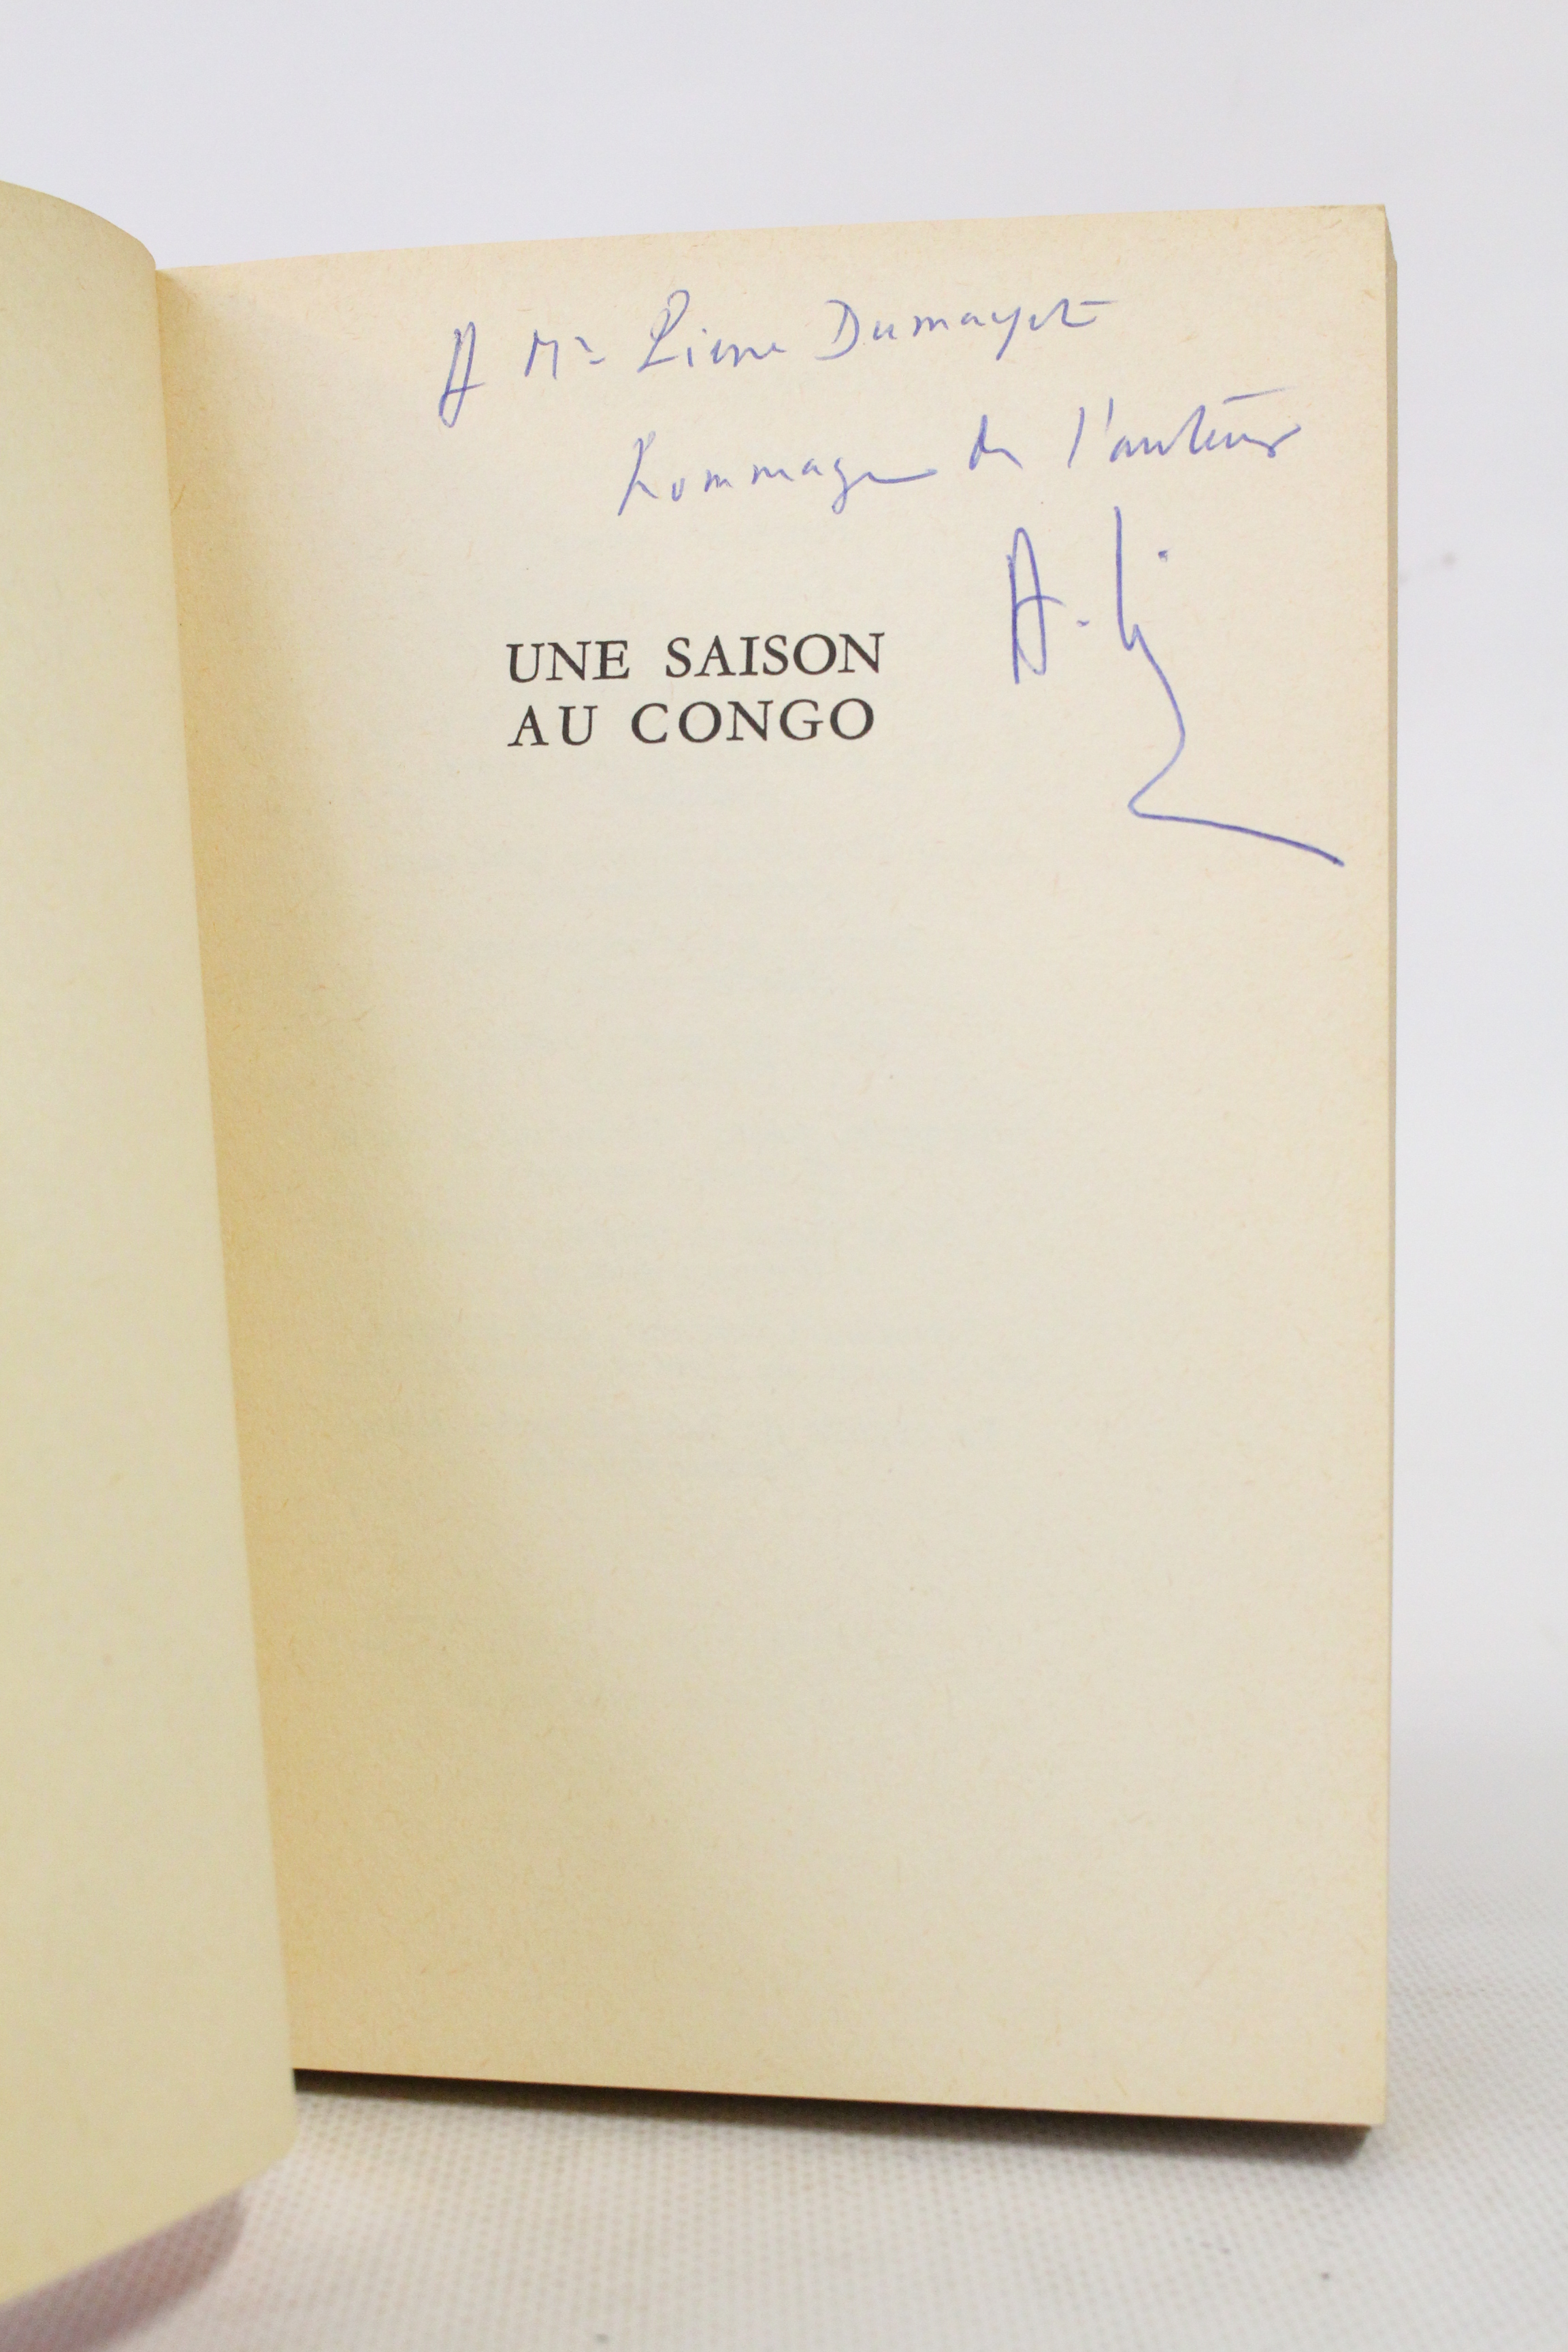 A Mr Pierre Dumayet
hommage de l'auteur
A.
UNE SAISON
AU CONGO